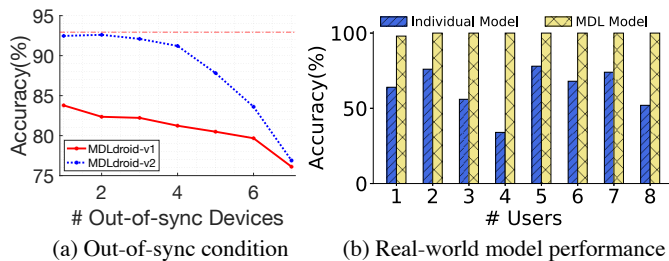 95
90
85
80
75
Accuracy(%)
MDLdroid-v1
MDLdroid-v2
2 4 6
# Out-of-sync Devices
(a) Out-of-sync condition
Individual Model MDL Model
100
50
0
Accuracy(%)
1 2 3 4 5 6 7 8
# Users
(b) Real-world model performance